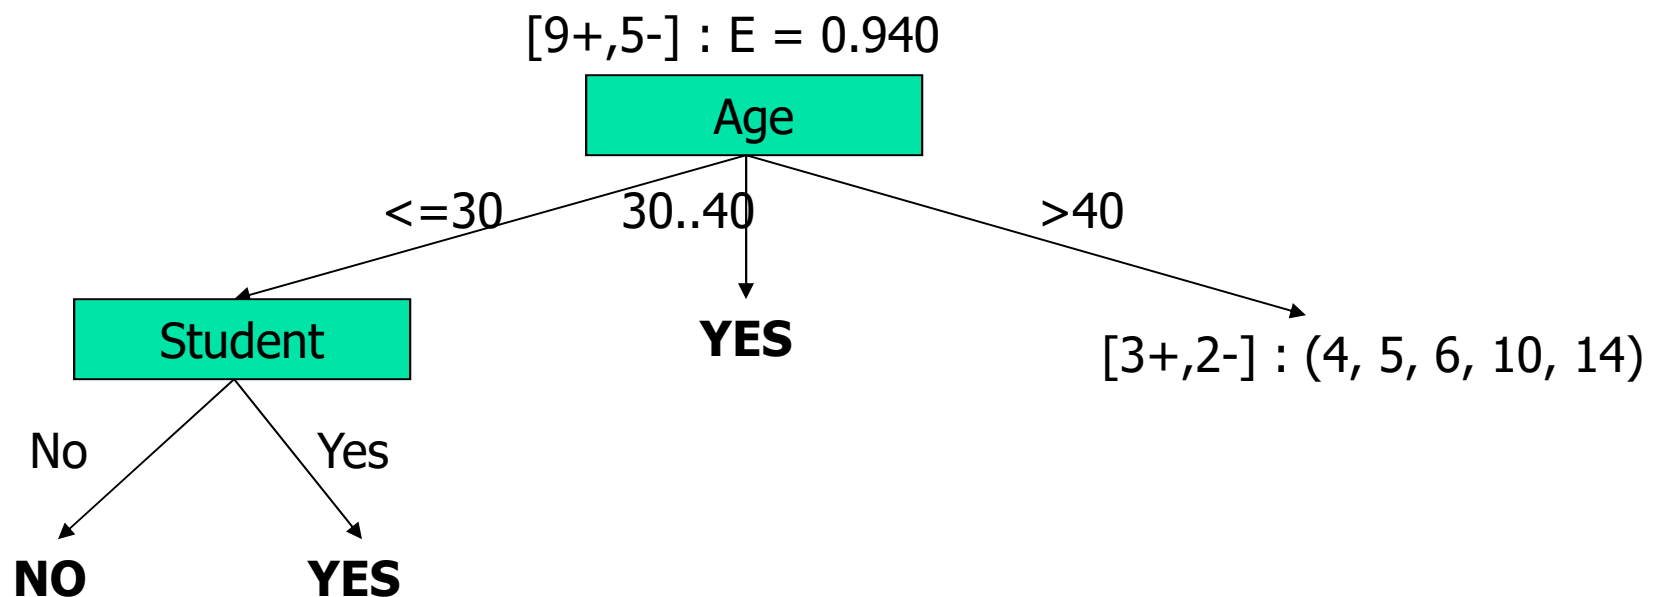 [9+,5-] : E = 0.940
Age
<=30
30..40
>40
Student
YES
[3+,2-] : (4, 5, 6, 10, 14)
No
Yes
NO
YES